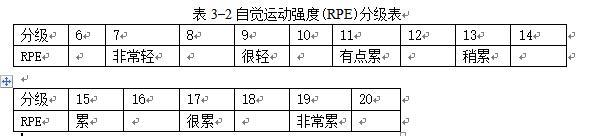 表 3-2 自觉运动强度(RPE)分级表
分级 6 7 8 9 10 11 12 13 14
RPE 非常轻 很轻 有点累 稍累
分级 15 16 17 18 19 20
RPE 累 很累 非常累